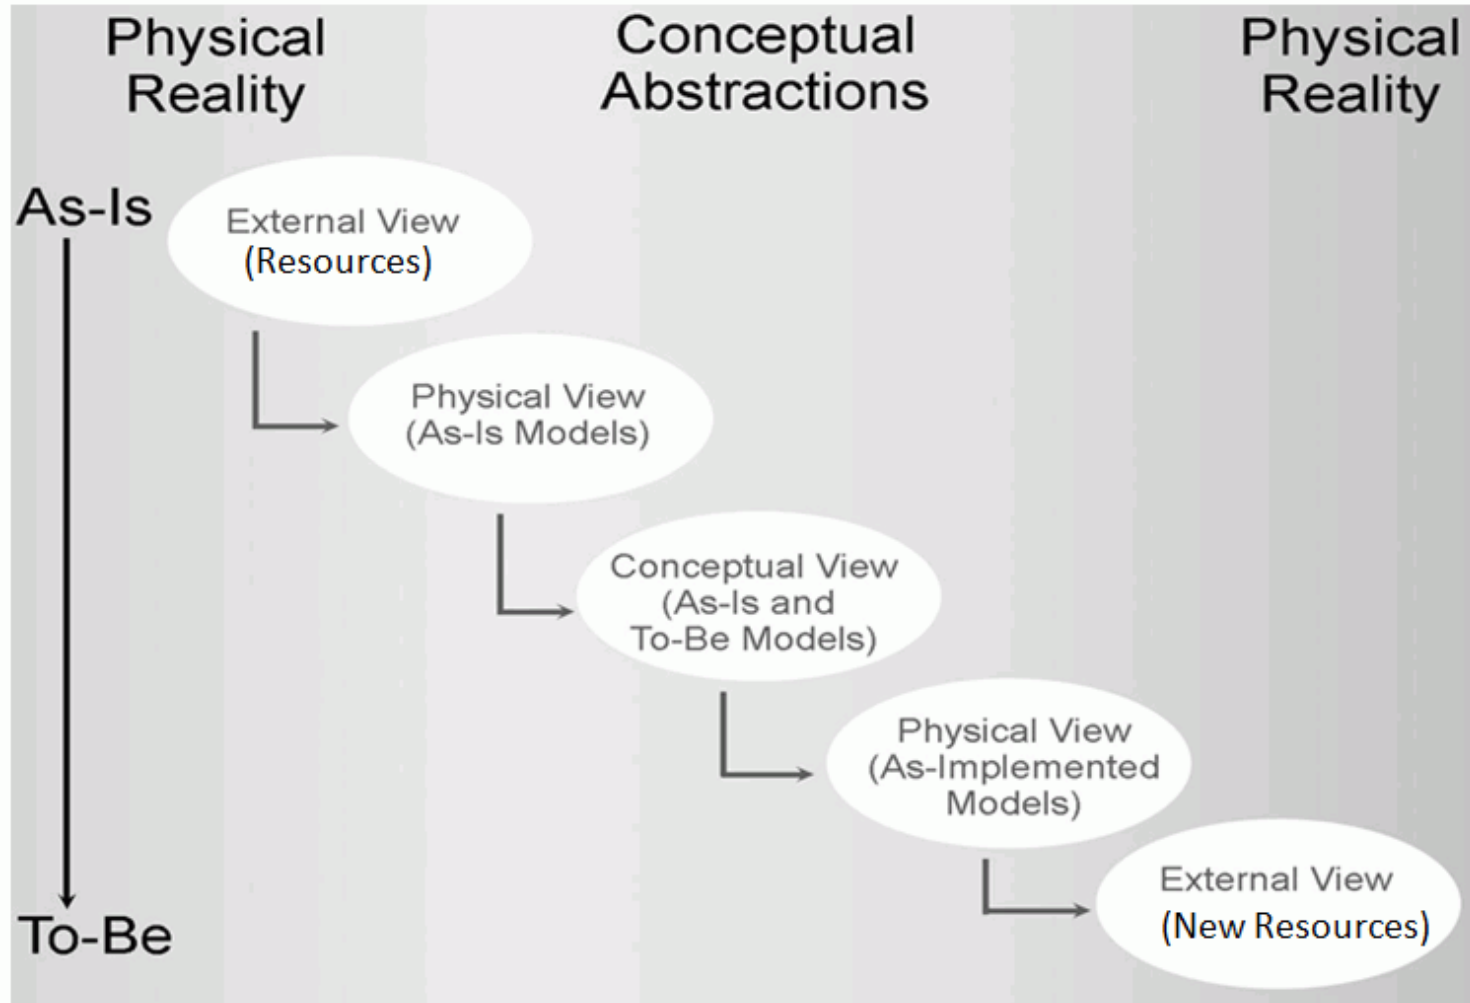 Physical
Reality
Conceptual
Abstractions
Physical
Reality
As-Is
External View
(Resources)
Physical View
(As-Is Models)
Conceptual View
(As-Is and
To-Be Models)
Physical View
(As-Implemented
Models)
External View
(New Resources)
To-Be